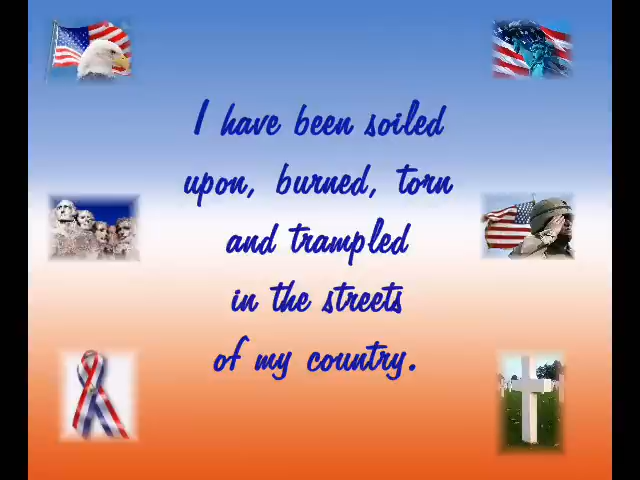 I have been soiled
upon, burned, torn
and trampled
in the streets
of my country.